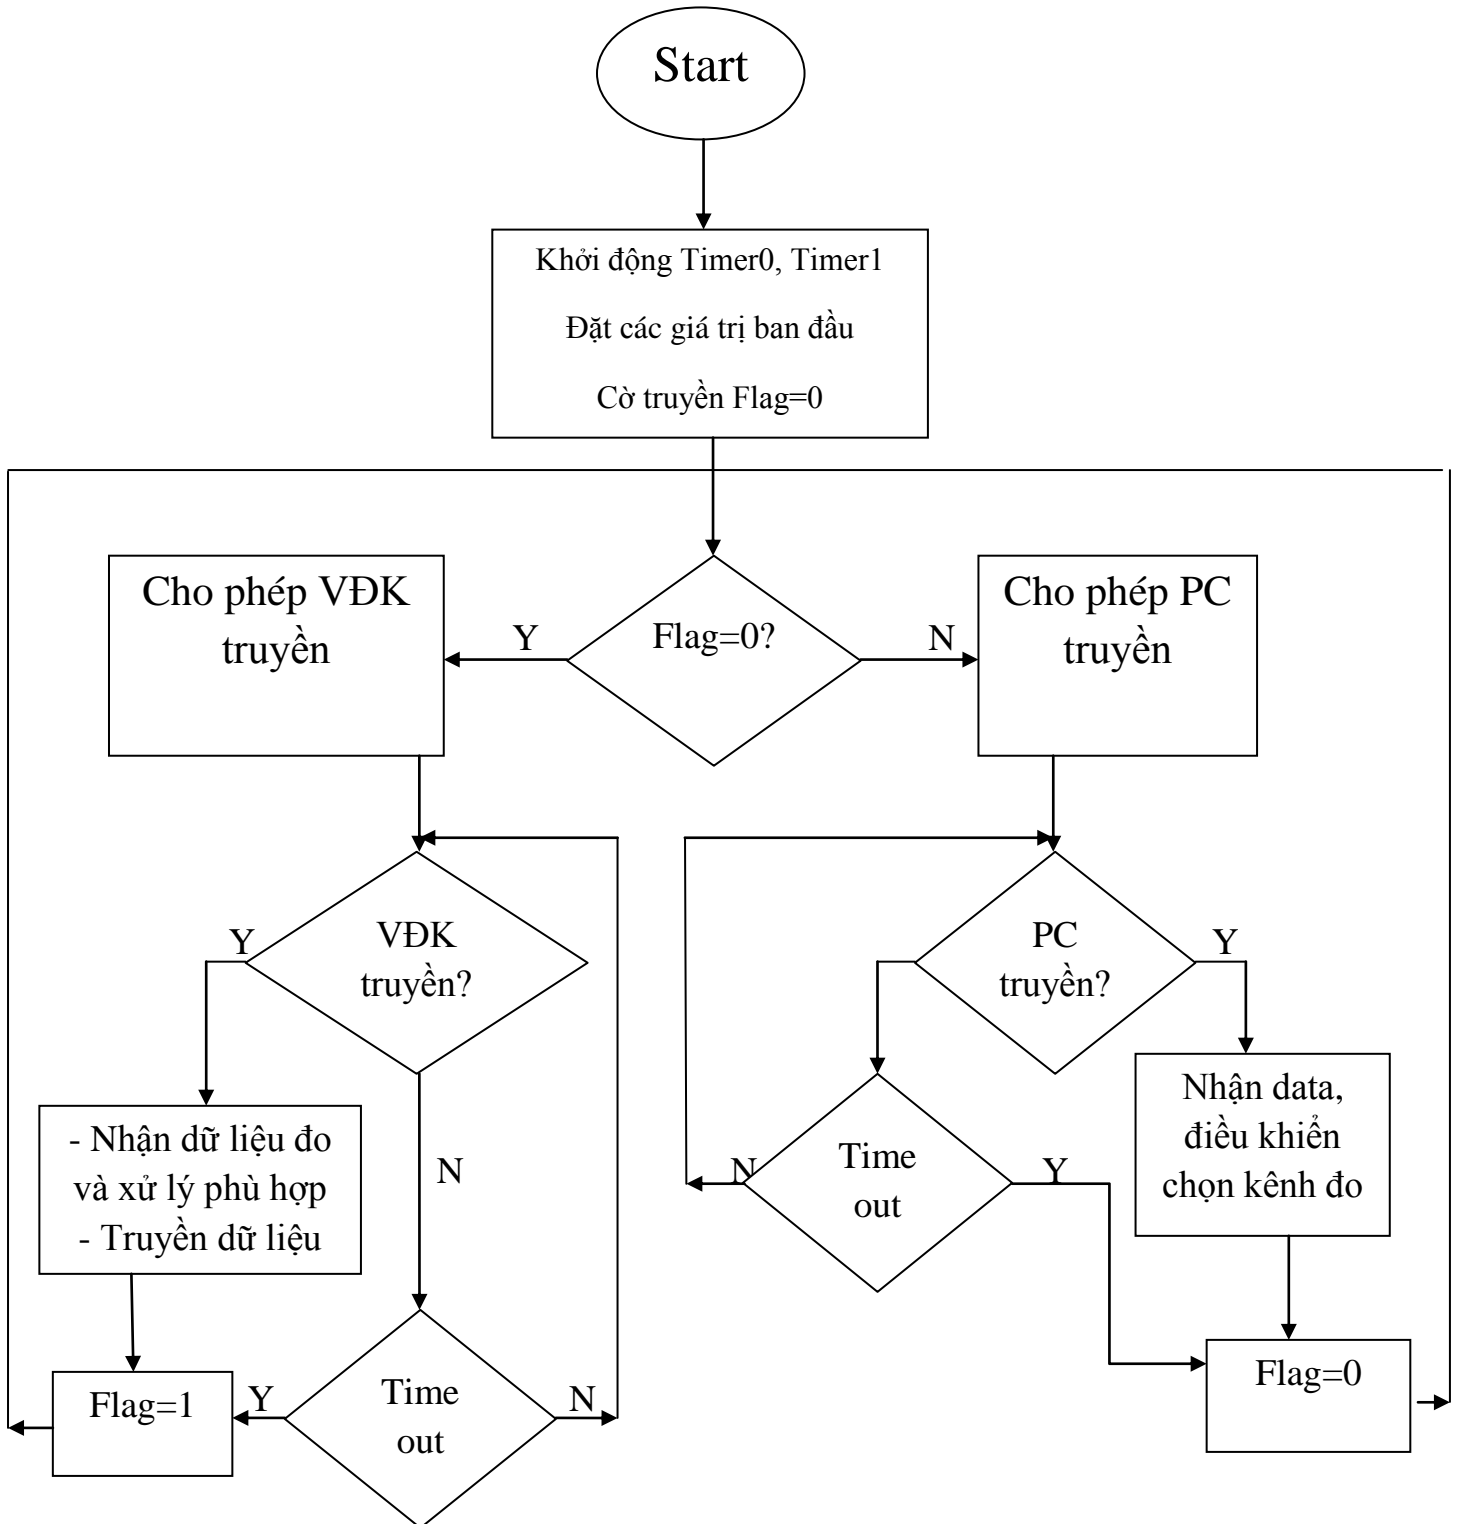 Start
Khởi động Timer0, Timer1
Đặt các giá trị ban đầu
Cờ truyền Flag=0
Cho phép VĐK
truyền
Y
Flag=0?
N
Cho phép PC
truyền
Y
VĐK
truyền?
PC
truyền?
Y
- Nhận dữ liệu đo
và xử lý phù hợp
- Truyền dữ liệu
N
N
Time
out
Y
Nhận data,
điều khiển
chọn kênh đo
Flag=1
Y
Time
out
N
Flag=0